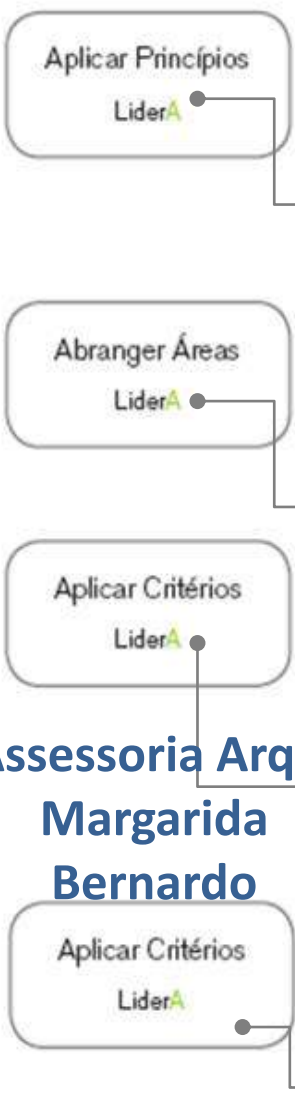 Aplicar Princípios
LiderA
Abranger Áreas
LiderA
Aplicar Critérios
LiderA
Assessoria Arq
Margarida
Bernardo
Aplicar Critérios
LiderA